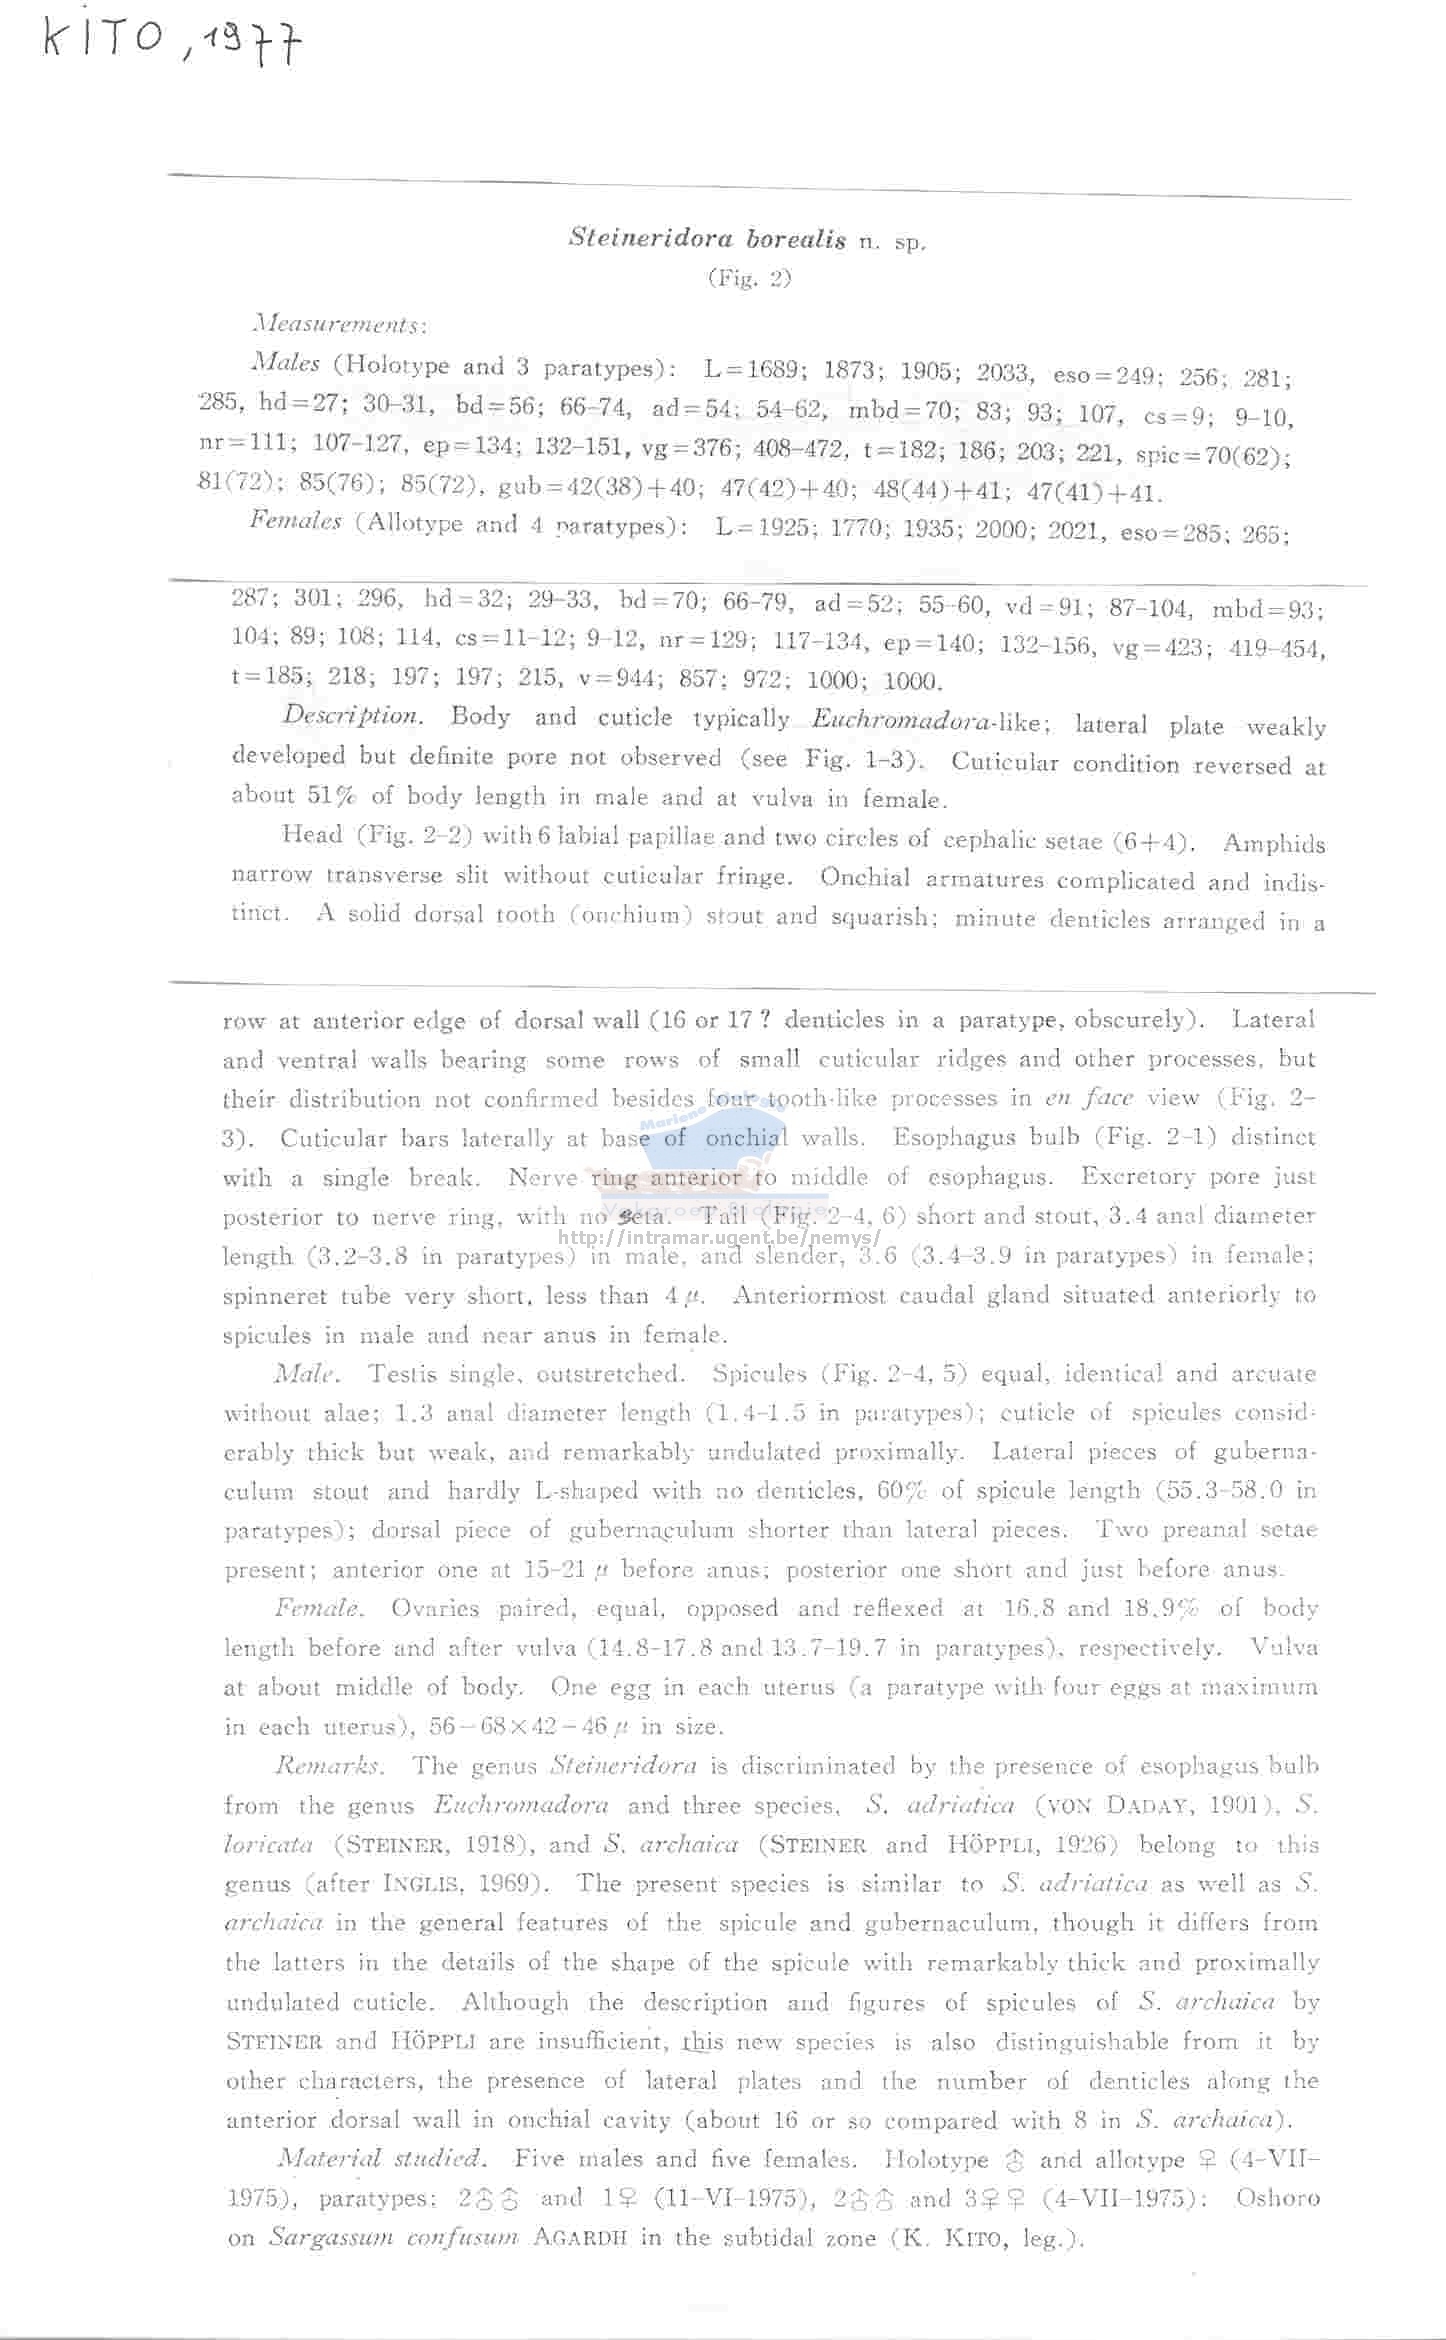 KITO, 1977
Steineridora borealis n. sp.
(Fig. 2)
Measurements:
Males (Holotype and 3 paratypes): L=1689; 1873; 1905; 2033, eso=249; 256; 281;
285, hd=27; 30-31, bd=56; 66-74, ad=54; 54-62, mbd=70; 83; 93; 107, cs=9; 9-10,
nr=111; 107-127, ep=134; 132-151, vg=376; 408-472, t=182; 186; 203; 221, spic=70(62);
81(72); 85(76); 85(72), gub=42(38)+40; 47(42)+40; 48(44)+41; 47(41)+41.
Females (Allotype and 4 paratypes): L=1925; 1770; 1935; 2000; 2021, eso=285; 265;
287; 301; 296, hd=32; 29-33, bd=70; 66-79, ad=52; 55-60, vd=91; 87-104, mbd=93;
104; 89; 108; 114, cs=11-12; 9-12, nr=129; 117-134, ep=140; 132-156, vg=423; 419-454,
t=185; 218; 197; 197; 215, v=944; 857; 972; 1000; 1000.
Description. Body and cuticle typically Euchromadora-like; lateral plate weakly
developed but definite pore not observed (see Fig. 1-3). Cuticular condition reversed at
about 51% of body length in male and at vulva in female.
Head (Fig. 2-2) with 6 labial papillae and two circles of cephalic setae (6+4). Amphids
narrow transverse slit without cuticular fringe. Onchial armatures complicated and indis-
tinct. A solid dorsal tooth (onchium) stout and squarish; minute denticles arranged in a
row at anterior edge of dorsal wall (16 or 17? denticles in a paratype, obscurely). Lateral
and ventral walls bearing some rows of small cuticular ridges and other processes, but
their distribution not confirmed besides four tooth-like processes in en face view (Fig. 2-
3). Cuticular bars laterally at base of onchial walls. Esophagus bulb (Fig. 2-1) distinct
with a single break. Nerve ring anterior to middle of esophagus. Excretory pore just
posterior to nerve ring, with no seta. Tail (Fig. 2-4, 6) short and stout, 3.4 anal diameter
http://intramar.ugent.be/nemys/
length (3.2-3.8 in paratypes) in male, and slender, 3.6 (3.4-3.9 in paratypes) in female;
spinneret tube very short, less than 4 μ. Anteriormost caudal gland situated anteriorly to
spicules in male and near anus in female.
Male. Testis single, outstretched. Spicules (Fig. 2-4, 5) equal, identical and arcuate
without alae; 1.3 anal diameter length (1.4-1.5 in paratypes); cuticle of spicules consid-
erably thick but weak, and remarkably undulated proximally. Lateral pieces of guberna-
culum stout and hardly L-shaped with no denticles, 60% of spicule length (55.3-58.0 in
paratypes); dorsal piece of gubernaculum shorter than lateral pieces. Two preanal setae
present; anterior one at 15-21 μ before anus; posterior one short and just before anus.
Female. Ovaries paired, equal, opposed and reflexed at 16.8 and 18.9% of body
length before and after vulva (14.8-17.8 and 13.7-19.7 in paratypes), respectively. Vulva
at about middle of body. One egg in each uterus (a paratype with four eggs at maximum
in each uterus), 56-68×42-46 μ in size.
Remarks. The genus Steineridora is discriminated by the presence of esophagus bulb
from the genus Euchromadora and three species, S. adriatica (VON DADAY, 1901), S.
loricata (STEINER, 1918), and S. archaica (STEINER and HÖPPLI, 1926) belong to this
genus (after INGLIS, 1969). The present species is similar to S. adriatica as well as S.
archaica in the general features of the spicule and gubernaculum, though it differs from
the latters in the details of the shape of the spicule with remarkably thick and proximally
undulated cuticle. Although the description and figures of spicules of S. archaica by
STEINER and HÖPPLI are insufficient, this new species is also distinguishable from it by
other characters, the presence of lateral plates and the number of denticles along the
anterior dorsal wall in onchial cavity (about 16 or so compared with 8 in S. archaica).
Material studied. Five males and five females. Holotype ♂ and allotype ♀ (4-VII-
1975), paratypes: 2♂♂ and 1♀ (11-VI-1975), 2♂♂ and 3♀♀ (4-VII-1975): Oshoro
on Sargassum confusum AGARDH in the subtidal zone (K. KITO, leg.).